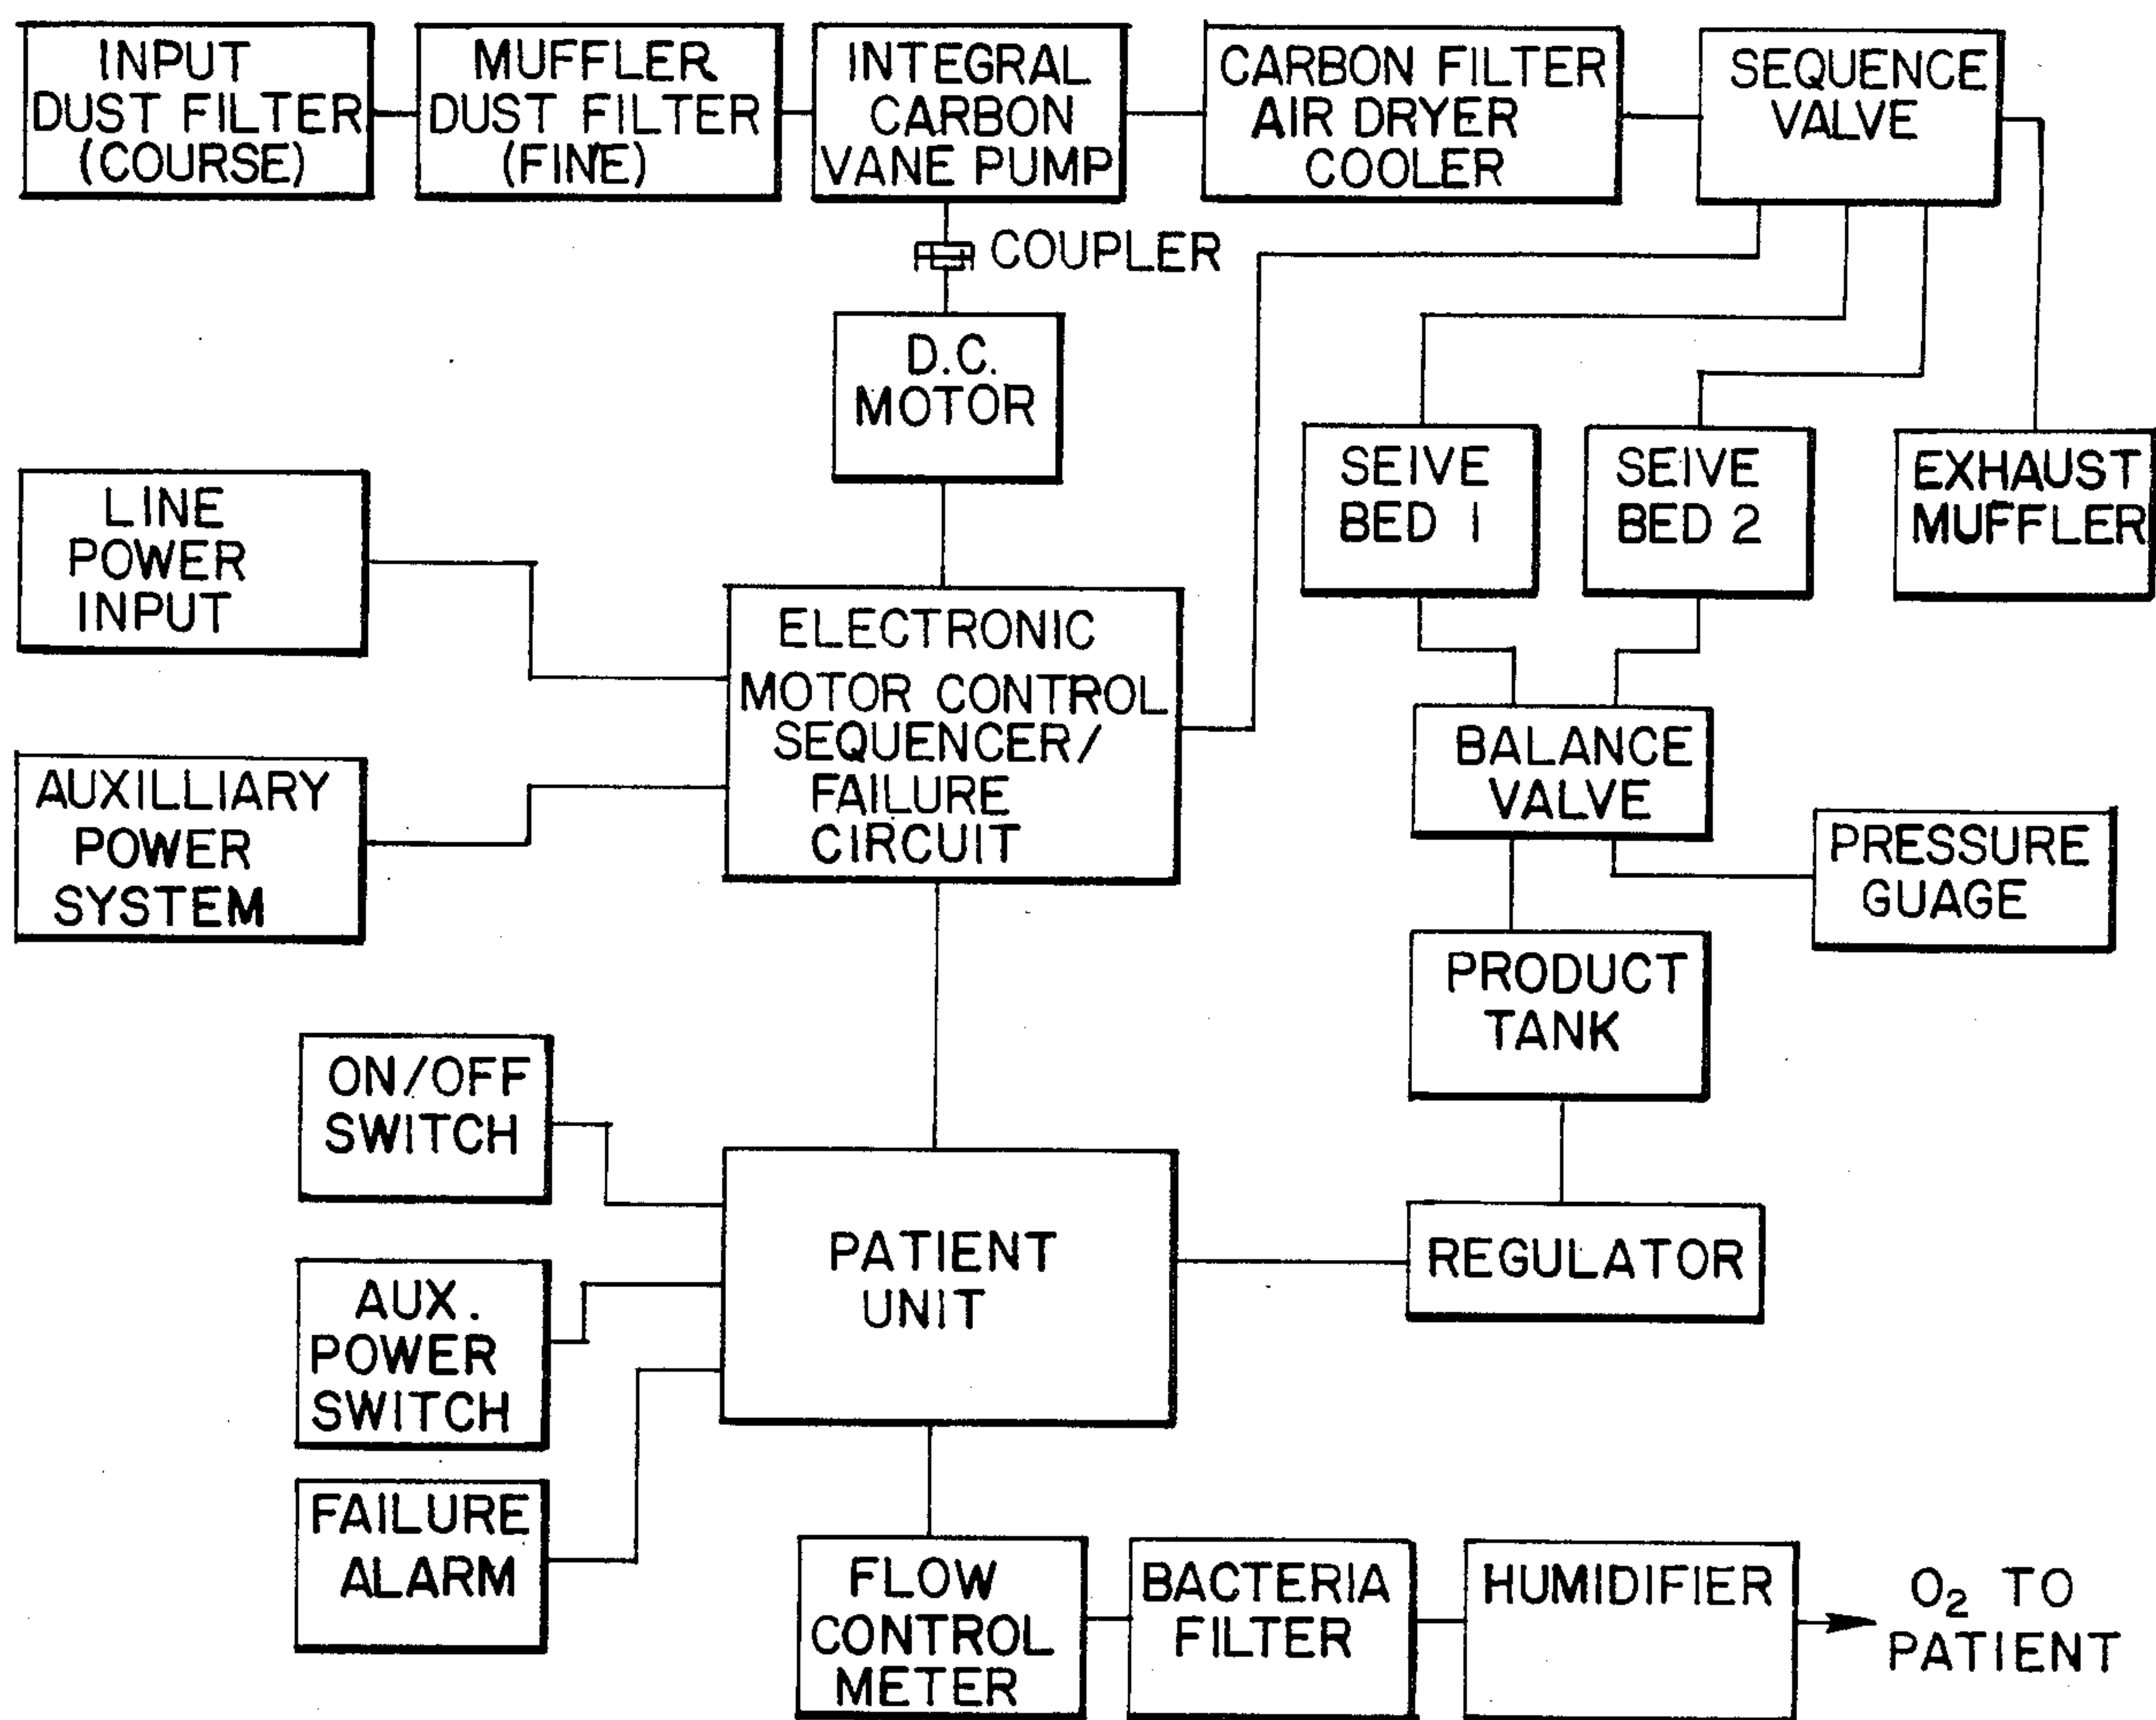 INPUT
DUST FILTER
(COURSE)
MUFFLER
DUST FILTER
(FINE)
INTEGRAL
CARBON
VANE PUMP
CARBON FILTER
AIR DRYER
COOLER
SEQUENCE
VALVE
COUPLER
D.C.
MOTOR
SEIVE
BED 1
SEIVE
BED 2
EXHAUST
MUFFLER
LINE
POWER
INPUT
ELECTRONIC
MOTOR CONTROL
SEQUENCER/
FAILURE
CIRCUIT
BALANCE
VALVE
AUXILLIARY
POWER
SYSTEM
PRESSURE
GUAGE
PRODUCT
TANK
ON/OFF
SWITCH
PATIENT
UNIT
REGULATOR
AUX.
POWER
SWITCH
FAILURE
ALARM
FLOW
CONTROL
METER
BACTERIA
FILTER
HUMIDIFIER
O₂ TO
PATIENT